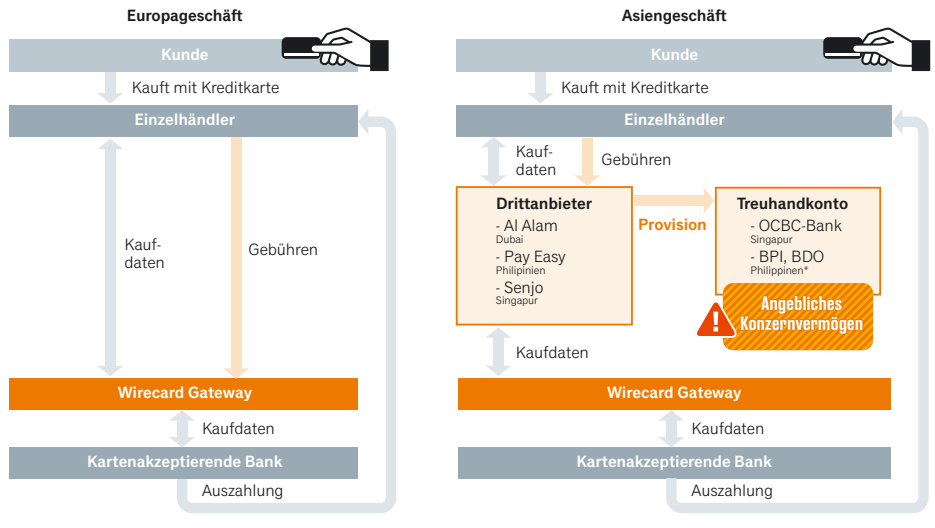 Europageschäft
Kunde
Kauft mit Kreditkarte
Einzelhändler
Kauf-
daten
Gebühren
Wirecard Gateway
Kaufdaten
Kartenakzeptierende Bank
Auszahlung
Asiengeschäft
Kunde
Kauft mit Kreditkarte
Einzelhändler
Kauf-
daten
Gebühren
Drittanbieter
- Al Alam
Dubai
- Pay Easy
Philipinien
- Senjo
Singapur
Provision
Treuhandkonto
- OCBC-Bank
Singapur
- BPI, BDO
Philippinen*
!
Angebliches
Konzernvermögen
Kaufdaten
Wirecard Gateway
Kaufdaten
Kartenakzeptierende Bank
Auszahlung